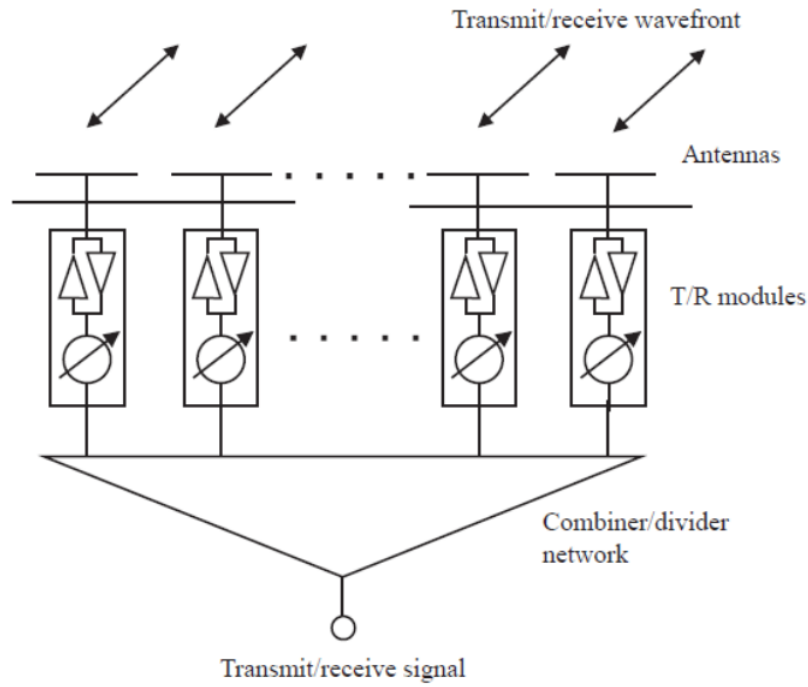 Transmit/receive wavefront
Antennas
T/R modules
Combiner/divider
network
Transmit/receive signal